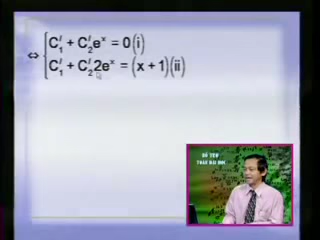 ⇔ { C₁′ + C₂′eˣ = 0 (i)
C₁′ + C₂′2eˣ = (x + 1) (ii)